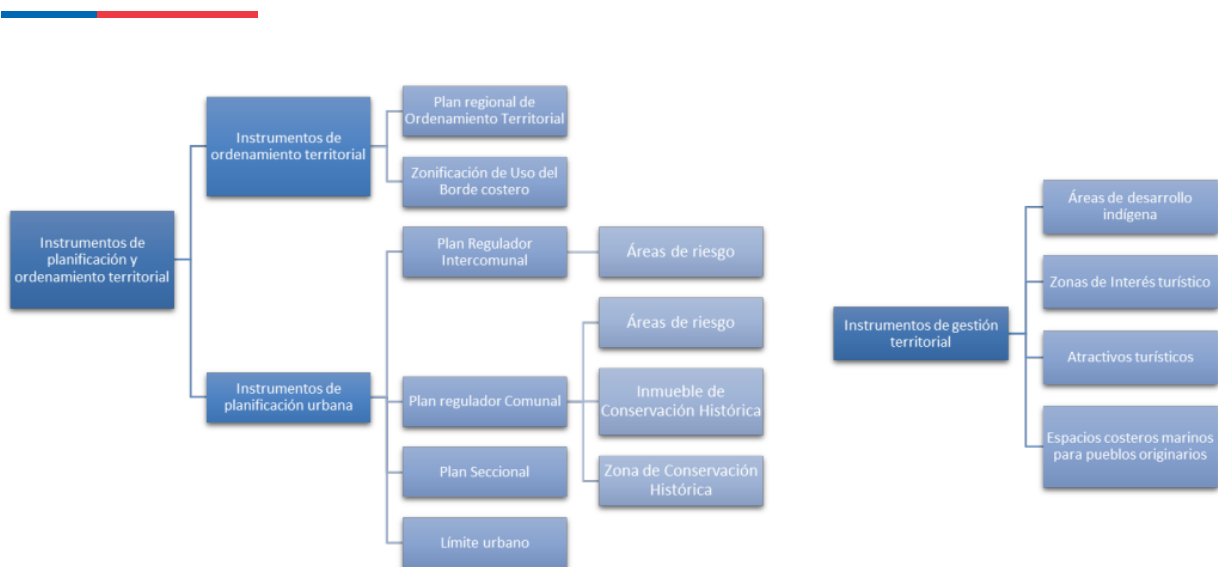 Instrumentos de
planificación y
ordenamiento territorial
Instrumentos de
ordenamiento territorial
Plan regional de
Ordenamiento Territorial
Zonificación de Uso del
Borde costero
Instrumentos de
planificación urbana
Plan Regulador
Intercomunal
Áreas de riesgo
Plan regulador Comunal
Áreas de riesgo
Inmueble de
Conservación Histórica
Zona de Conservación
Histórica
Plan Seccional
Límite urbano
Instrumentos de gestión
territorial
Áreas de desarrollo
indígena
Zonas de Interés turístico
Atractivos turísticos
Espacios costeros marinos
para pueblos originarios